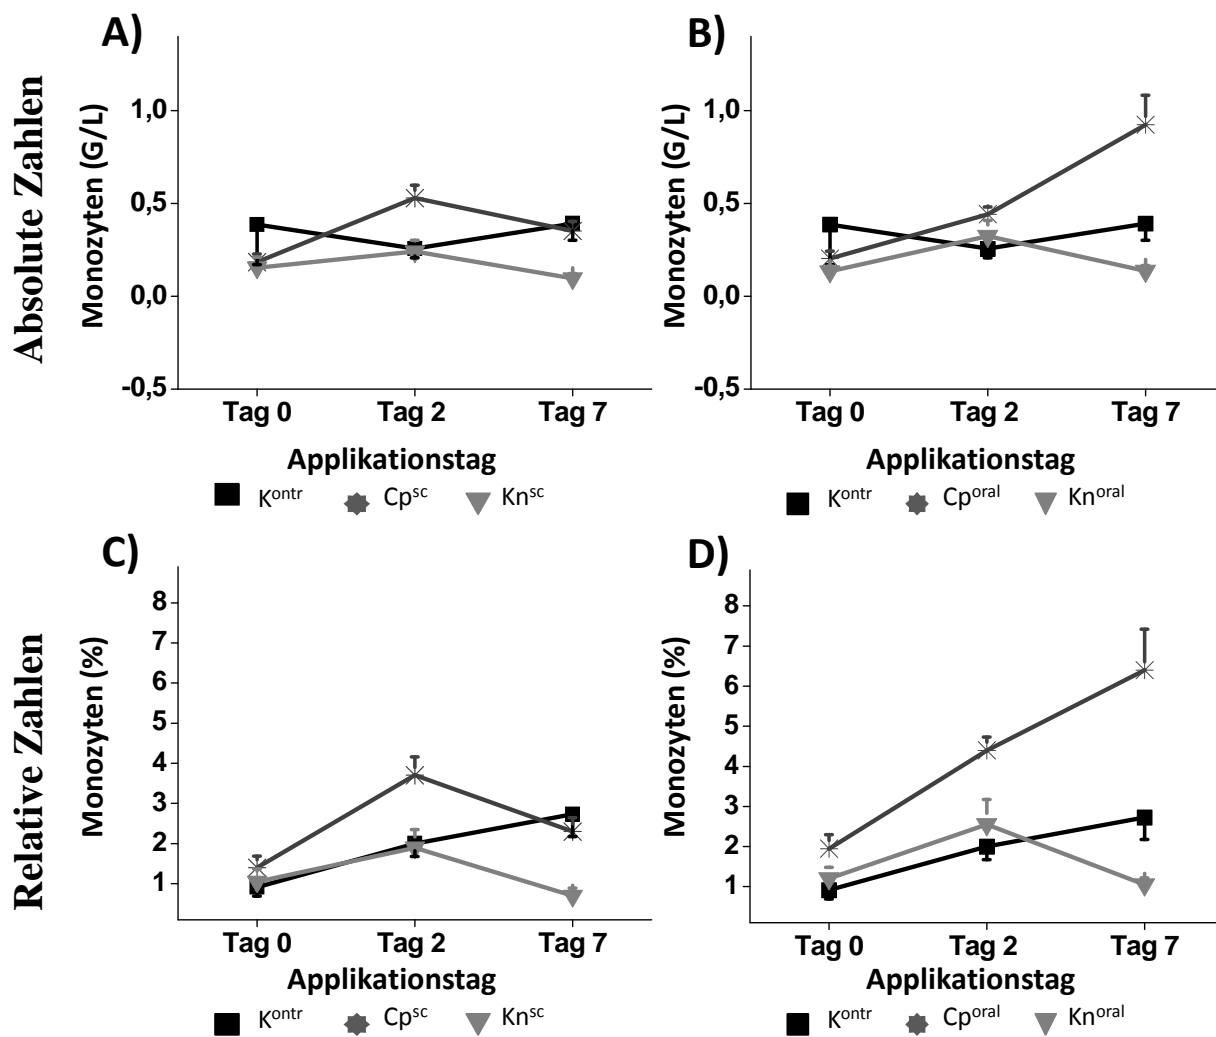 Absolute Zahlen
A)
Monozyten (G/L)
1,0
0,5
0,0
-0,5
Tag 0 Tag 2 Tag 7
Applikationstag
Kontr Cpsc Knsc
B)
Monozyten (G/L)
1,0
0,5
0,0
-0,5
Tag 0 Tag 2 Tag 7
Applikationstag
Kontr Cporal Knoral
Relative Zahlen
C)
Monozyten (%)
8
7
6
5
4
3
2
1
Tag 0 Tag 2 Tag 7
Applikationstag
Kontr Cpsc Knsc
D)
Monozyten (%)
8
7
6
5
4
3
2
1
Tag 0 Tag 2 Tag 7
Applikationstag
Kontr Cporal Knoral